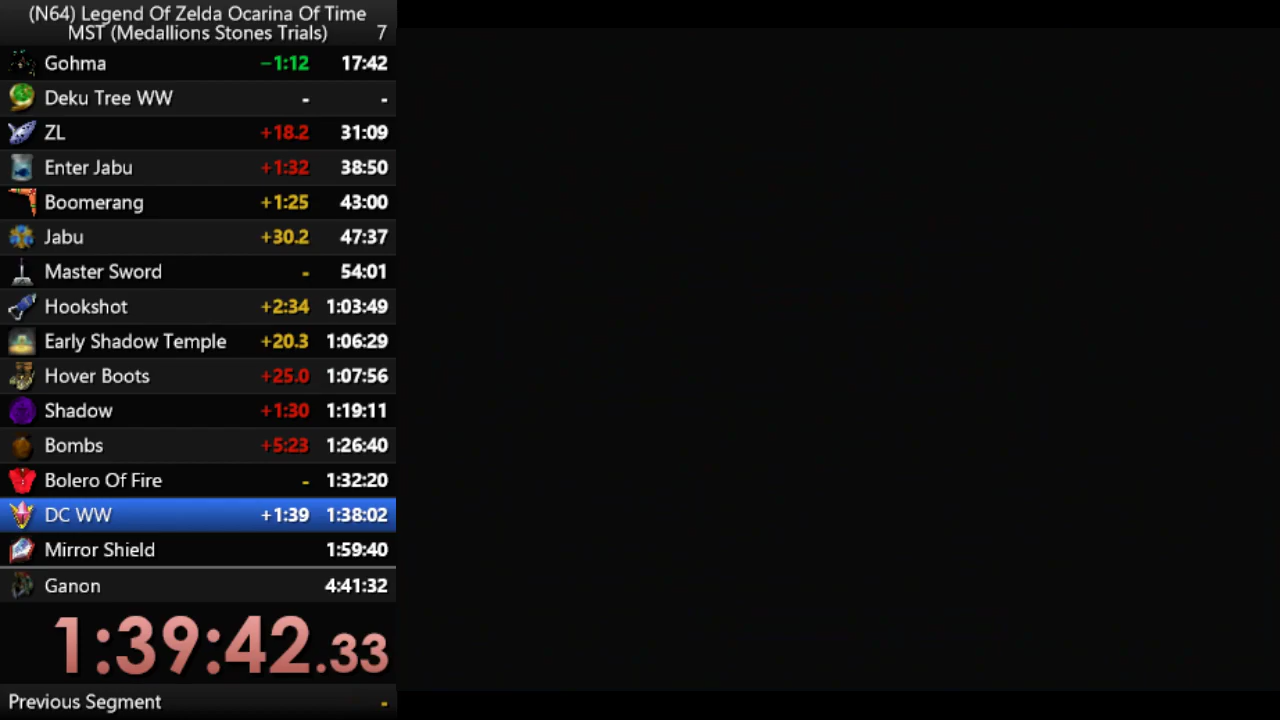 (N64) Legend Of Zelda Ocarina Of Time
MST (Medallions Stones Trials) 7
Gohma −1:12 17:42
Deku Tree WW - -
ZL +18.2 31:09
Enter Jabu +1:32 38:50
Boomerang +1:25 43:00
Jabu +30.2 47:37
Master Sword - 54:01
Hookshot +2:34 1:03:49
Early Shadow Temple +20.3 1:06:29
Hover Boots +25.0 1:07:56
Shadow +1:30 1:19:11
Bombs +5:23 1:26:40
Bolero Of Fire - 1:32:20
DC WW +1:39 1:38:02
Mirror Shield 1:59:40
Ganon 4:41:32
1:39:42.33
Previous Segment -